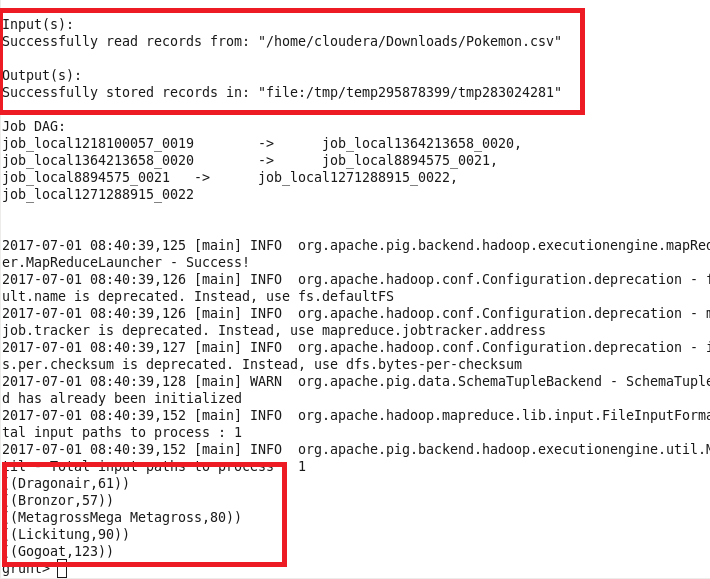 Input(s):
Successfully read records from: "/home/cloudera/Downloads/Pokemon.csv"
Output(s):
Successfully stored records in: "file:/tmp/temp295878399/tmp283024281"
Job DAG:
job_local1218100057_0019 -> job_local1364213658_0020,
job_local1364213658_0020 -> job_local8894575_0021,
job_local8894575_0021 -> job_local1271288915_0022,
job_local1271288915_0022
2017-07-01 08:40:39,125 [main] INFO org.apache.pig.backend.hadoop.executionengine.mapRed
er.MapReduceLauncher - Success!
2017-07-01 08:40:39,126 [main] INFO org.apache.hadoop.conf.Configuration.deprecation - f
ult.name is deprecated. Instead, use fs.defaultFS
2017-07-01 08:40:39,126 [main] INFO org.apache.hadoop.conf.Configuration.deprecation - m
job.tracker is deprecated. Instead, use mapreduce.jobtracker.address
2017-07-01 08:40:39,127 [main] INFO org.apache.hadoop.conf.Configuration.deprecation - i
s.per.checksum is deprecated. Instead, use dfs.bytes-per-checksum
2017-07-01 08:40:39,128 [main] WARN org.apache.pig.data.SchemaTupleBackend - SchemaTuple
d has already been initialized
2017-07-01 08:40:39,152 [main] INFO org.apache.hadoop.mapreduce.lib.input.FileInputForma
tal input paths to process : 1
2017-07-01 08:40:39,152 [main] INFO org.apache.pig.backend.hadoop.executionengine.util.M
til - Total input paths to process : 1
((Dragonair,61))
((Bronzor,57))
((MetagrossMega Metagross,80))
((Lickitung,90))
((Gogoat,123))
grunt>